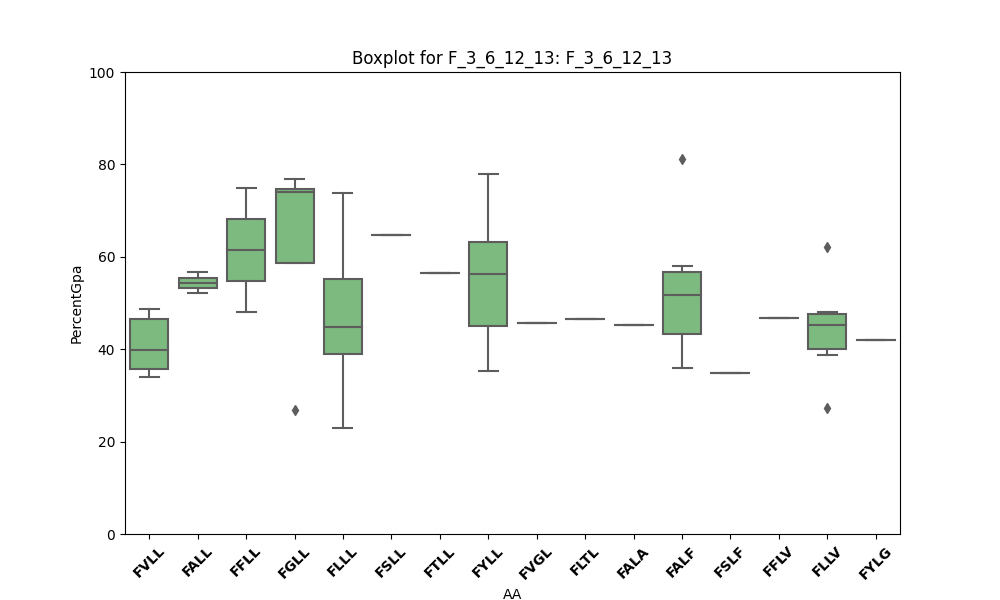 Boxplot for F_3_6_12_13: F_3_6_12_13
100
80
60
40
20
0
PercentGpa
FVLL
FALL
FFLL
FGLL
FLLL
FSLL
FTLL
FYLL
FVGL
FLTL
FALA
FALF
FSLF
FFLV
FLLV
FYLG
AA